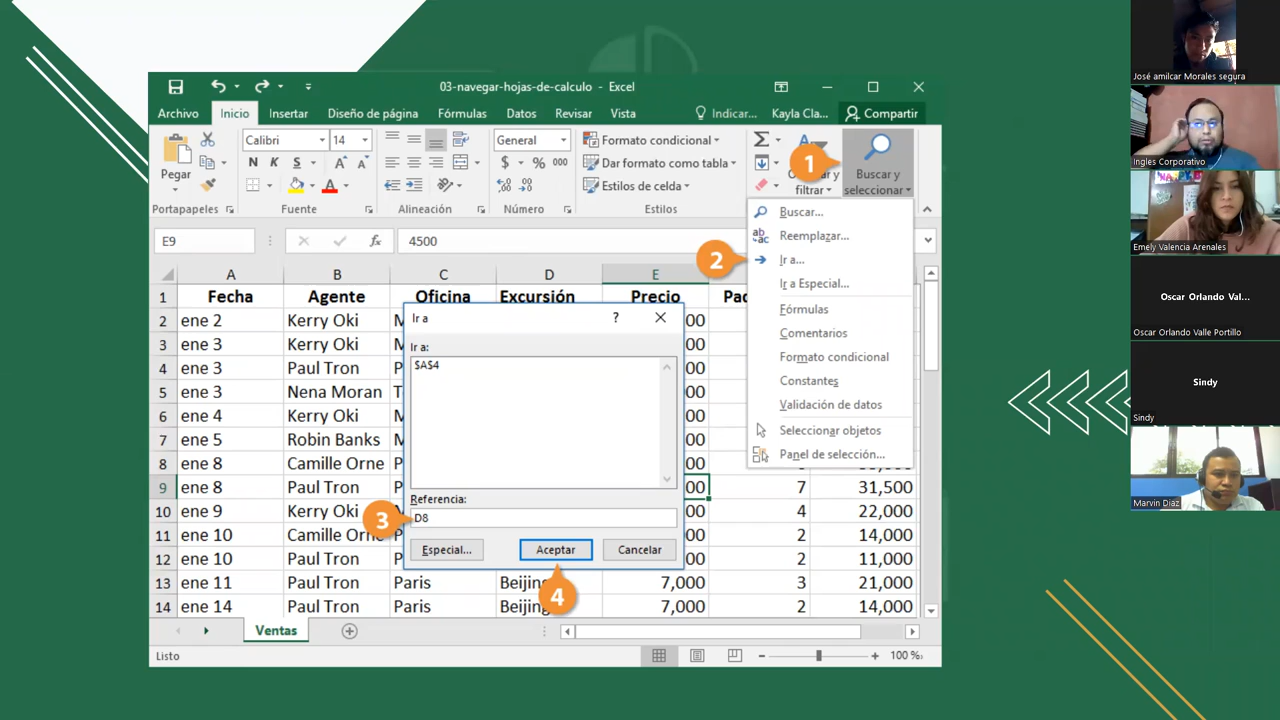 03-navegar-hojas-de-calculo - Excel
Archivo Inicio Insertar Diseño de página Fórmulas Datos Revisar Vista Indicar... Kayla Cla... Compartir
Pegar
Calibri 14
N K S
A A
A
General
$ % 000
Formato condicional
Dar formato como tabla
Estilos de celda
1
filtrar
Buscar y
seleccionar
Portapapeles Fuente Alineación Número Estilos
E9 fx 4500
Buscar...
Reemplazar...
2
Ir a...
Ir a Especial...
Fórmulas
Comentarios
Formato condicional
Constantes
Validación de datos
Seleccionar objetos
Panel de selección...
A B C D E
1 Fecha Agente Oficina Excursión Precio
2 ene 2 Kerry Oki
3 ene 3 Kerry Oki
4 ene 3 Paul Tron
5 ene 3 Nena Moran
6 ene 4 Kerry Oki
7 ene 5 Robin Banks
8 ene 8 Camille Orne
9 ene 8 Paul Tron 7 31,500
10 ene 9 Kerry Oki 4 22,000
11 ene 10 Camille Orne 2 14,000
12 ene 10 Paul Tron 2 11,000
13 ene 11 Paul Tron Paris Beijing 7,000 3 21,000
14 ene 14 Paul Tron Paris Beijing 7,000 2 14,000
Ir a ?
Ir a:
$A$4
Referencia:
3
D8
Especial... Aceptar Cancelar
4
Ventas
Listo
100 %
José amilcar Morales segura
Ingles Corporativo
Emely Valencia Arenales
Oscar Orlando Val...
Oscar Orlando Valle Portillo
Sindy
Sindy
Marvin Diaz